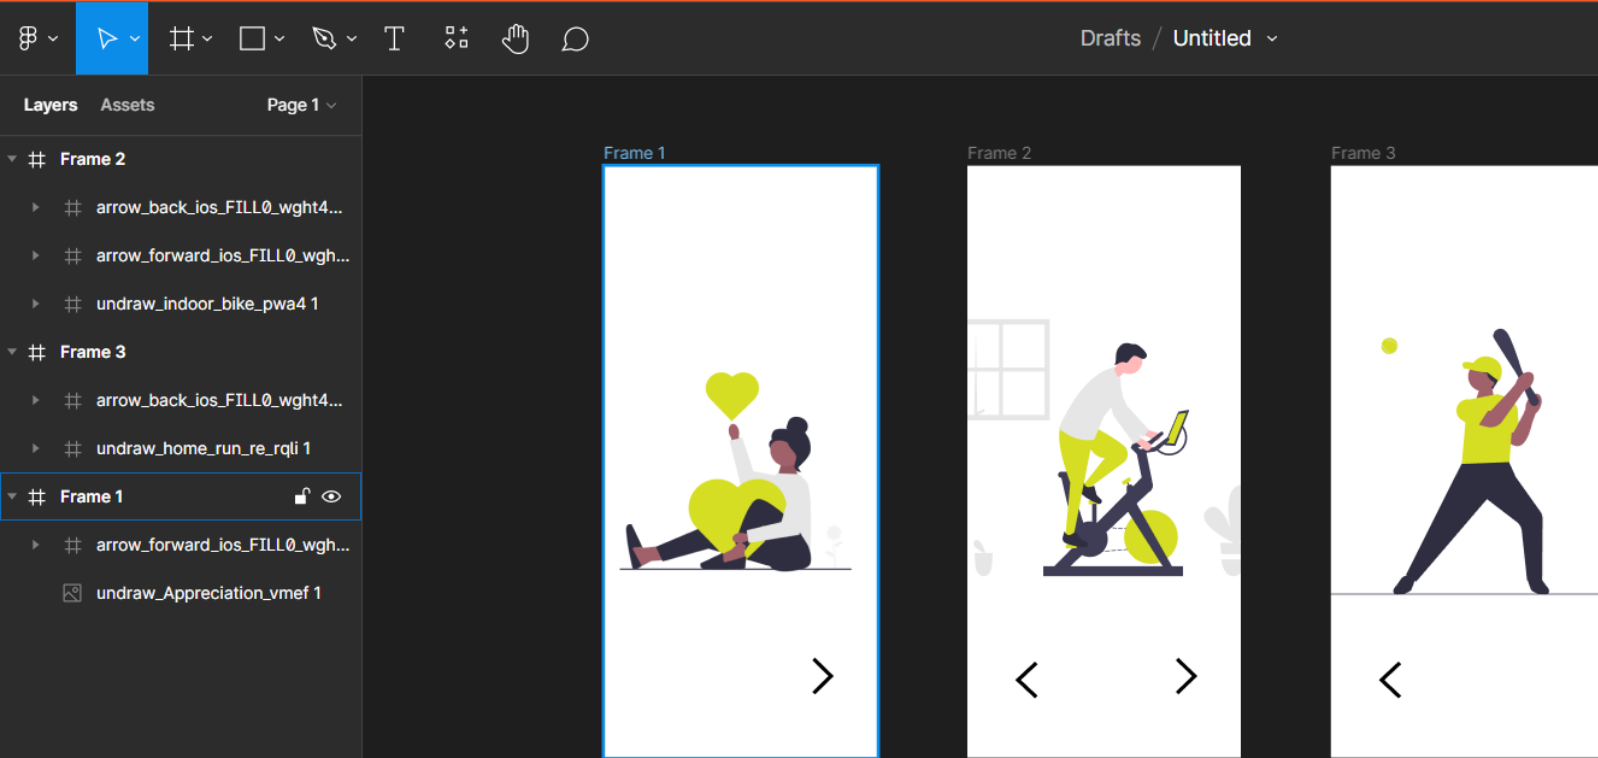 Drafts / Untitled
Layers Assets Page 1
Frame 2
arrow_back_ios_FILL0_wght4...
arrow_forward_ios_FILL0_wgh...
undraw_indoor_bike_pwa4 1
Frame 3
arrow_back_ios_FILL0_wght4...
undraw_home_run_re_rqli 1
Frame 1
arrow_forward_ios_FILL0_wgh...
undraw_Appreciation_vmef 1
Frame 1
Frame 2
Frame 3